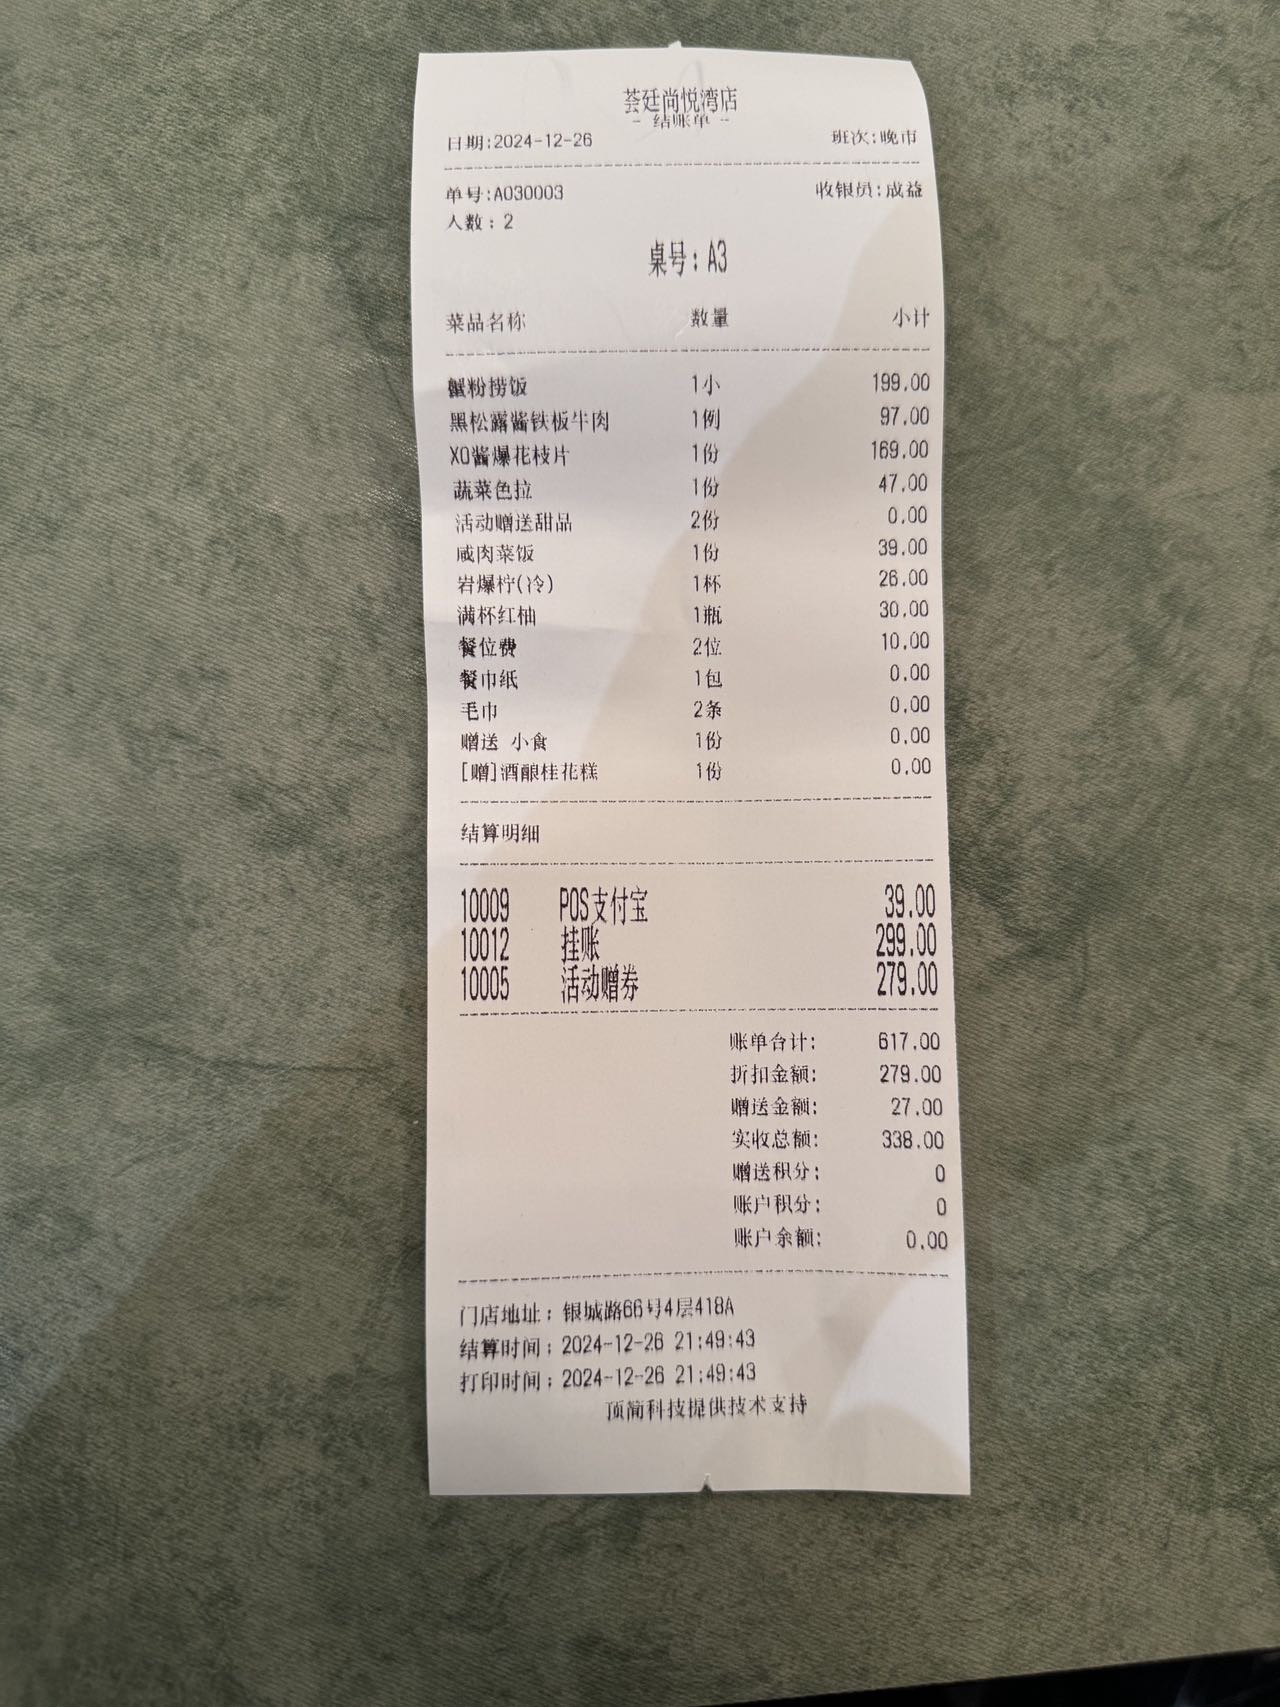 荟廷尚悦湾店
- 结账单 -
日期:2024-12-26 班次:晚市
单号:A030003 收银员:成益
人数：2
桌号：A3
菜品名称 数量 小计
蟹粉捞饭 1小 199.00
黑松露酱铁板牛肉 1例 97.00
XO酱爆花枝片 1份 169.00
蔬菜色拉 1份 47.00
活动赠送甜品 2份 0.00
咸肉菜饭 1份 39.00
岩爆柠(冷) 1杯 26.00
满杯红柚 1瓶 30.00
餐位费 2位 10.00
餐巾纸 1包 0.00
毛巾 2条 0.00
赠送 小食 1份 0.00
[赠]酒酿桂花糕 1份 0.00
结算明细
10009 POS支付宝 39.00
10012 挂账 299.00
10005 活动赠券 279.00
账单合计: 617.00
折扣金额: 279.00
赠送金额: 27.00
实收总额: 338.00
赠送积分: 0
账户积分: 0
账户余额: 0.00
门店地址：银城路66号4层418A
结算时间：2024-12-26 21:49:43
打印时间：2024-12-26 21:49:43
顶简科技提供技术支持